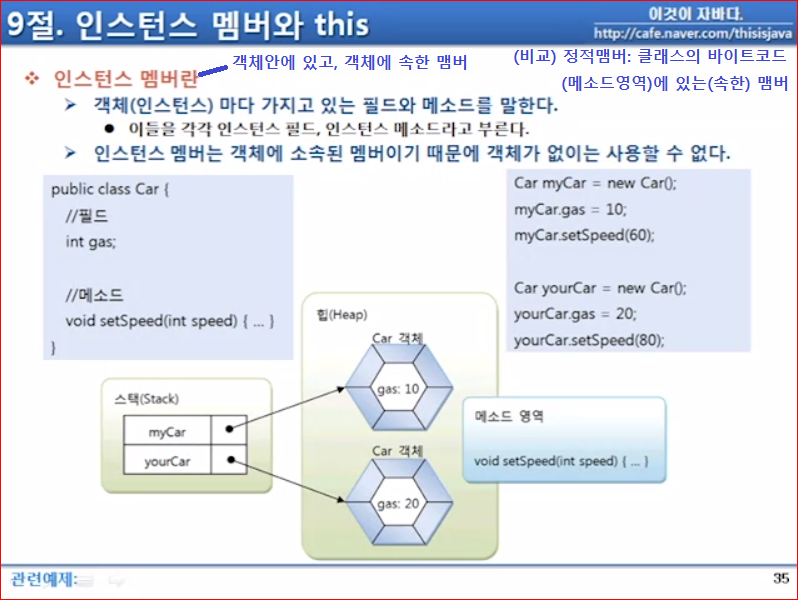 9절. 인스턴스 멤버와 this
이것이 자바다.
http://cafe.naver.com/thisisjava
객체안에 있고, 객체에 속한 맴버
(비교) 정적맴버: 클래스의 바이트코드
(메소드영역)에 있는(속한) 맴버
❖ 인스턴스 멤버란
➢ 객체(인스턴스) 마다 가지고 있는 필드와 메소드를 말한다.
● 이들을 각각 인스턴스 필드, 인스턴스 메소드라고 부른다.
➢ 인스턴스 멤버는 객체에 소속된 멤버이기 때문에 객체가 없이는 사용할 수 없다.
public class Car {
//필드
int gas;
//메소드
void setSpeed(int speed) { ... }
}
Car myCar = new Car();
myCar.gas = 10;
myCar.setSpeed(60);
Car yourCar = new Car();
yourCar.gas = 20;
yourCar.setSpeed(80);
스택(Stack)
myCar
yourCar
힙(Heap)
Car 객체
gas: 10
Car 객체
gas: 20
메소드 영역
void setSpeed(int speed) { ... }
관련예제:
35